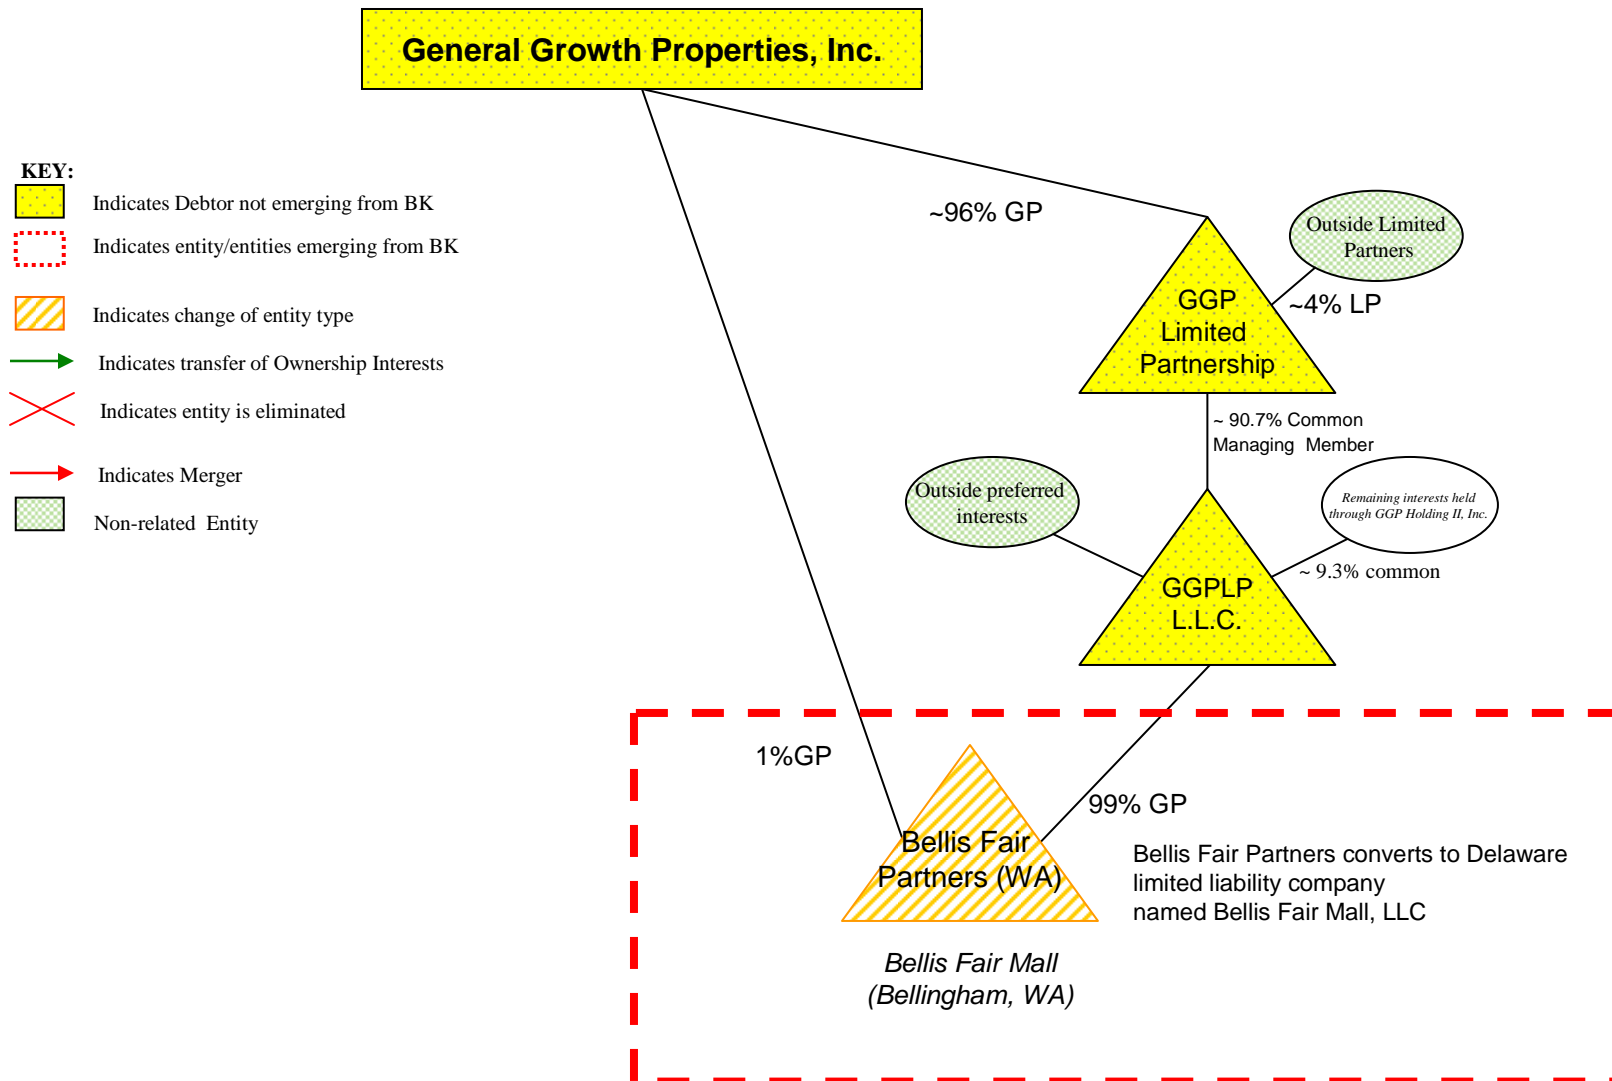 General Growth Properties, Inc.
KEY:
Indicates Debtor not emerging from BK
Indicates entity/entities emerging from BK
Indicates change of entity type
Indicates transfer of Ownership Interests
Indicates entity is eliminated
Indicates Merger
Non-related Entity
~96% GP
Outside Limited
Partners
~4% LP
GGP
Limited
Partnership
~ 90.7% Common
Managing Member
Outside preferred
interests
Remaining interests held
through GGP Holding II, Inc.
~ 9.3% common
GGPLP
L.L.C.
1%GP
99% GP
Bellis Fair
Partners (WA)
Bellis Fair Partners converts to Delaware
limited liability company
named Bellis Fair Mall, LLC
Bellis Fair Mall
(Bellingham, WA)